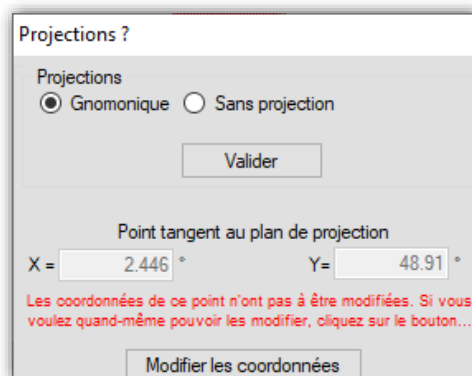 Projections ?
Projections
Gnomonique Sans projection
Valider
Point tangent au plan de projection
X = 2.446 ° Y= 48.91 °
Les coordonnées de ce point n'ont pas à être modifiées. Si vous
voulez quand-même pouvoir les modifier, cliquez sur le bouton...
Modifier les coordonnées